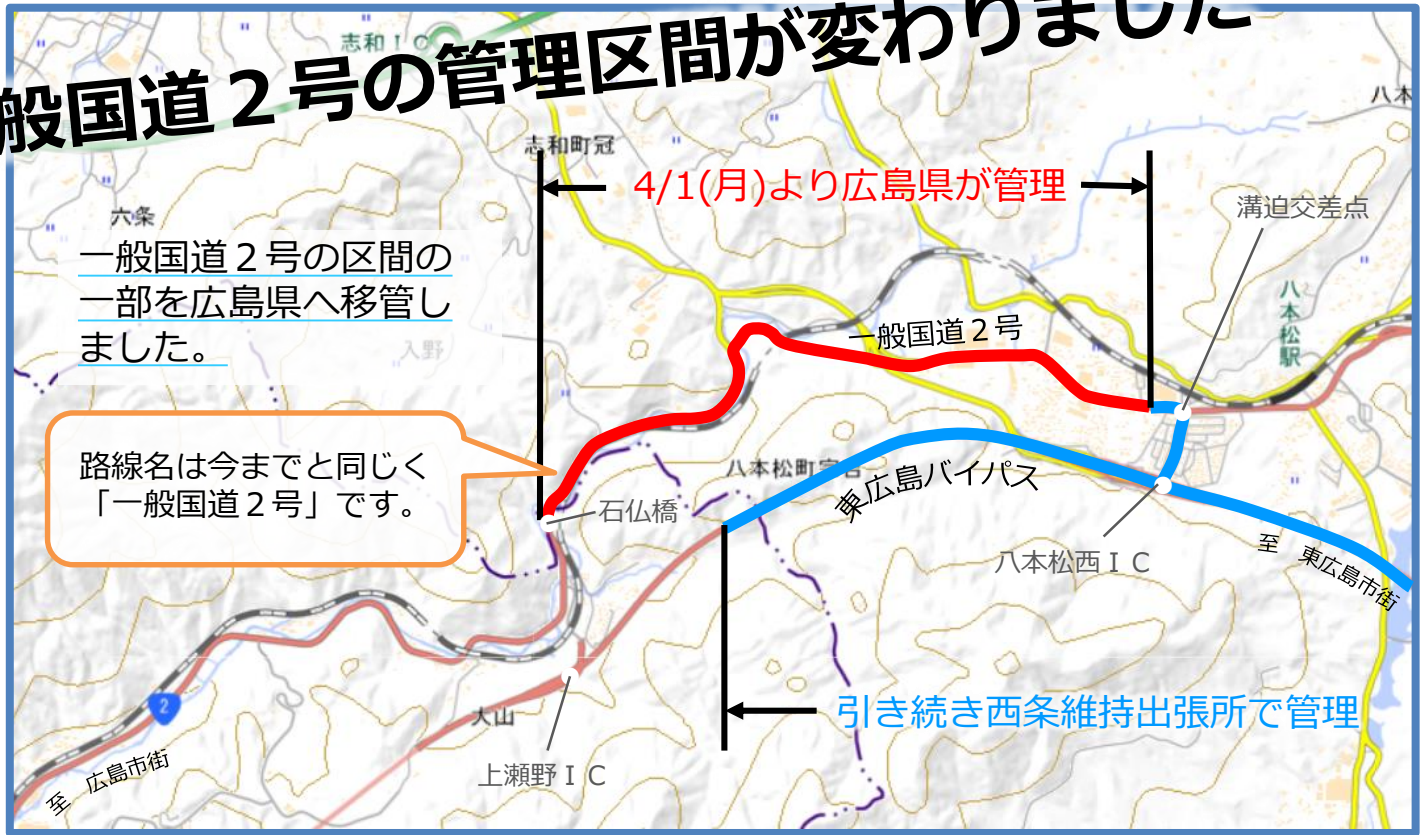 般国道２号の管理区間が変わりました
志和ＩＣ
八本
志和町冠
4/1(月)より広島県が管理
溝迫交差点
六条
一般国道２号の区間の
一部を広島県へ移管し
ました。
入野
一般国道２号
八本松駅
路線名は今までと同じく
「一般国道２号」です。
八本松町宗吉
東広島バイパス
石仏橋
八本松西ＩＣ
至 東広島市街
2
大山
引き続き西条維持出張所で管理
上瀬野ＩＣ
至 広島市街